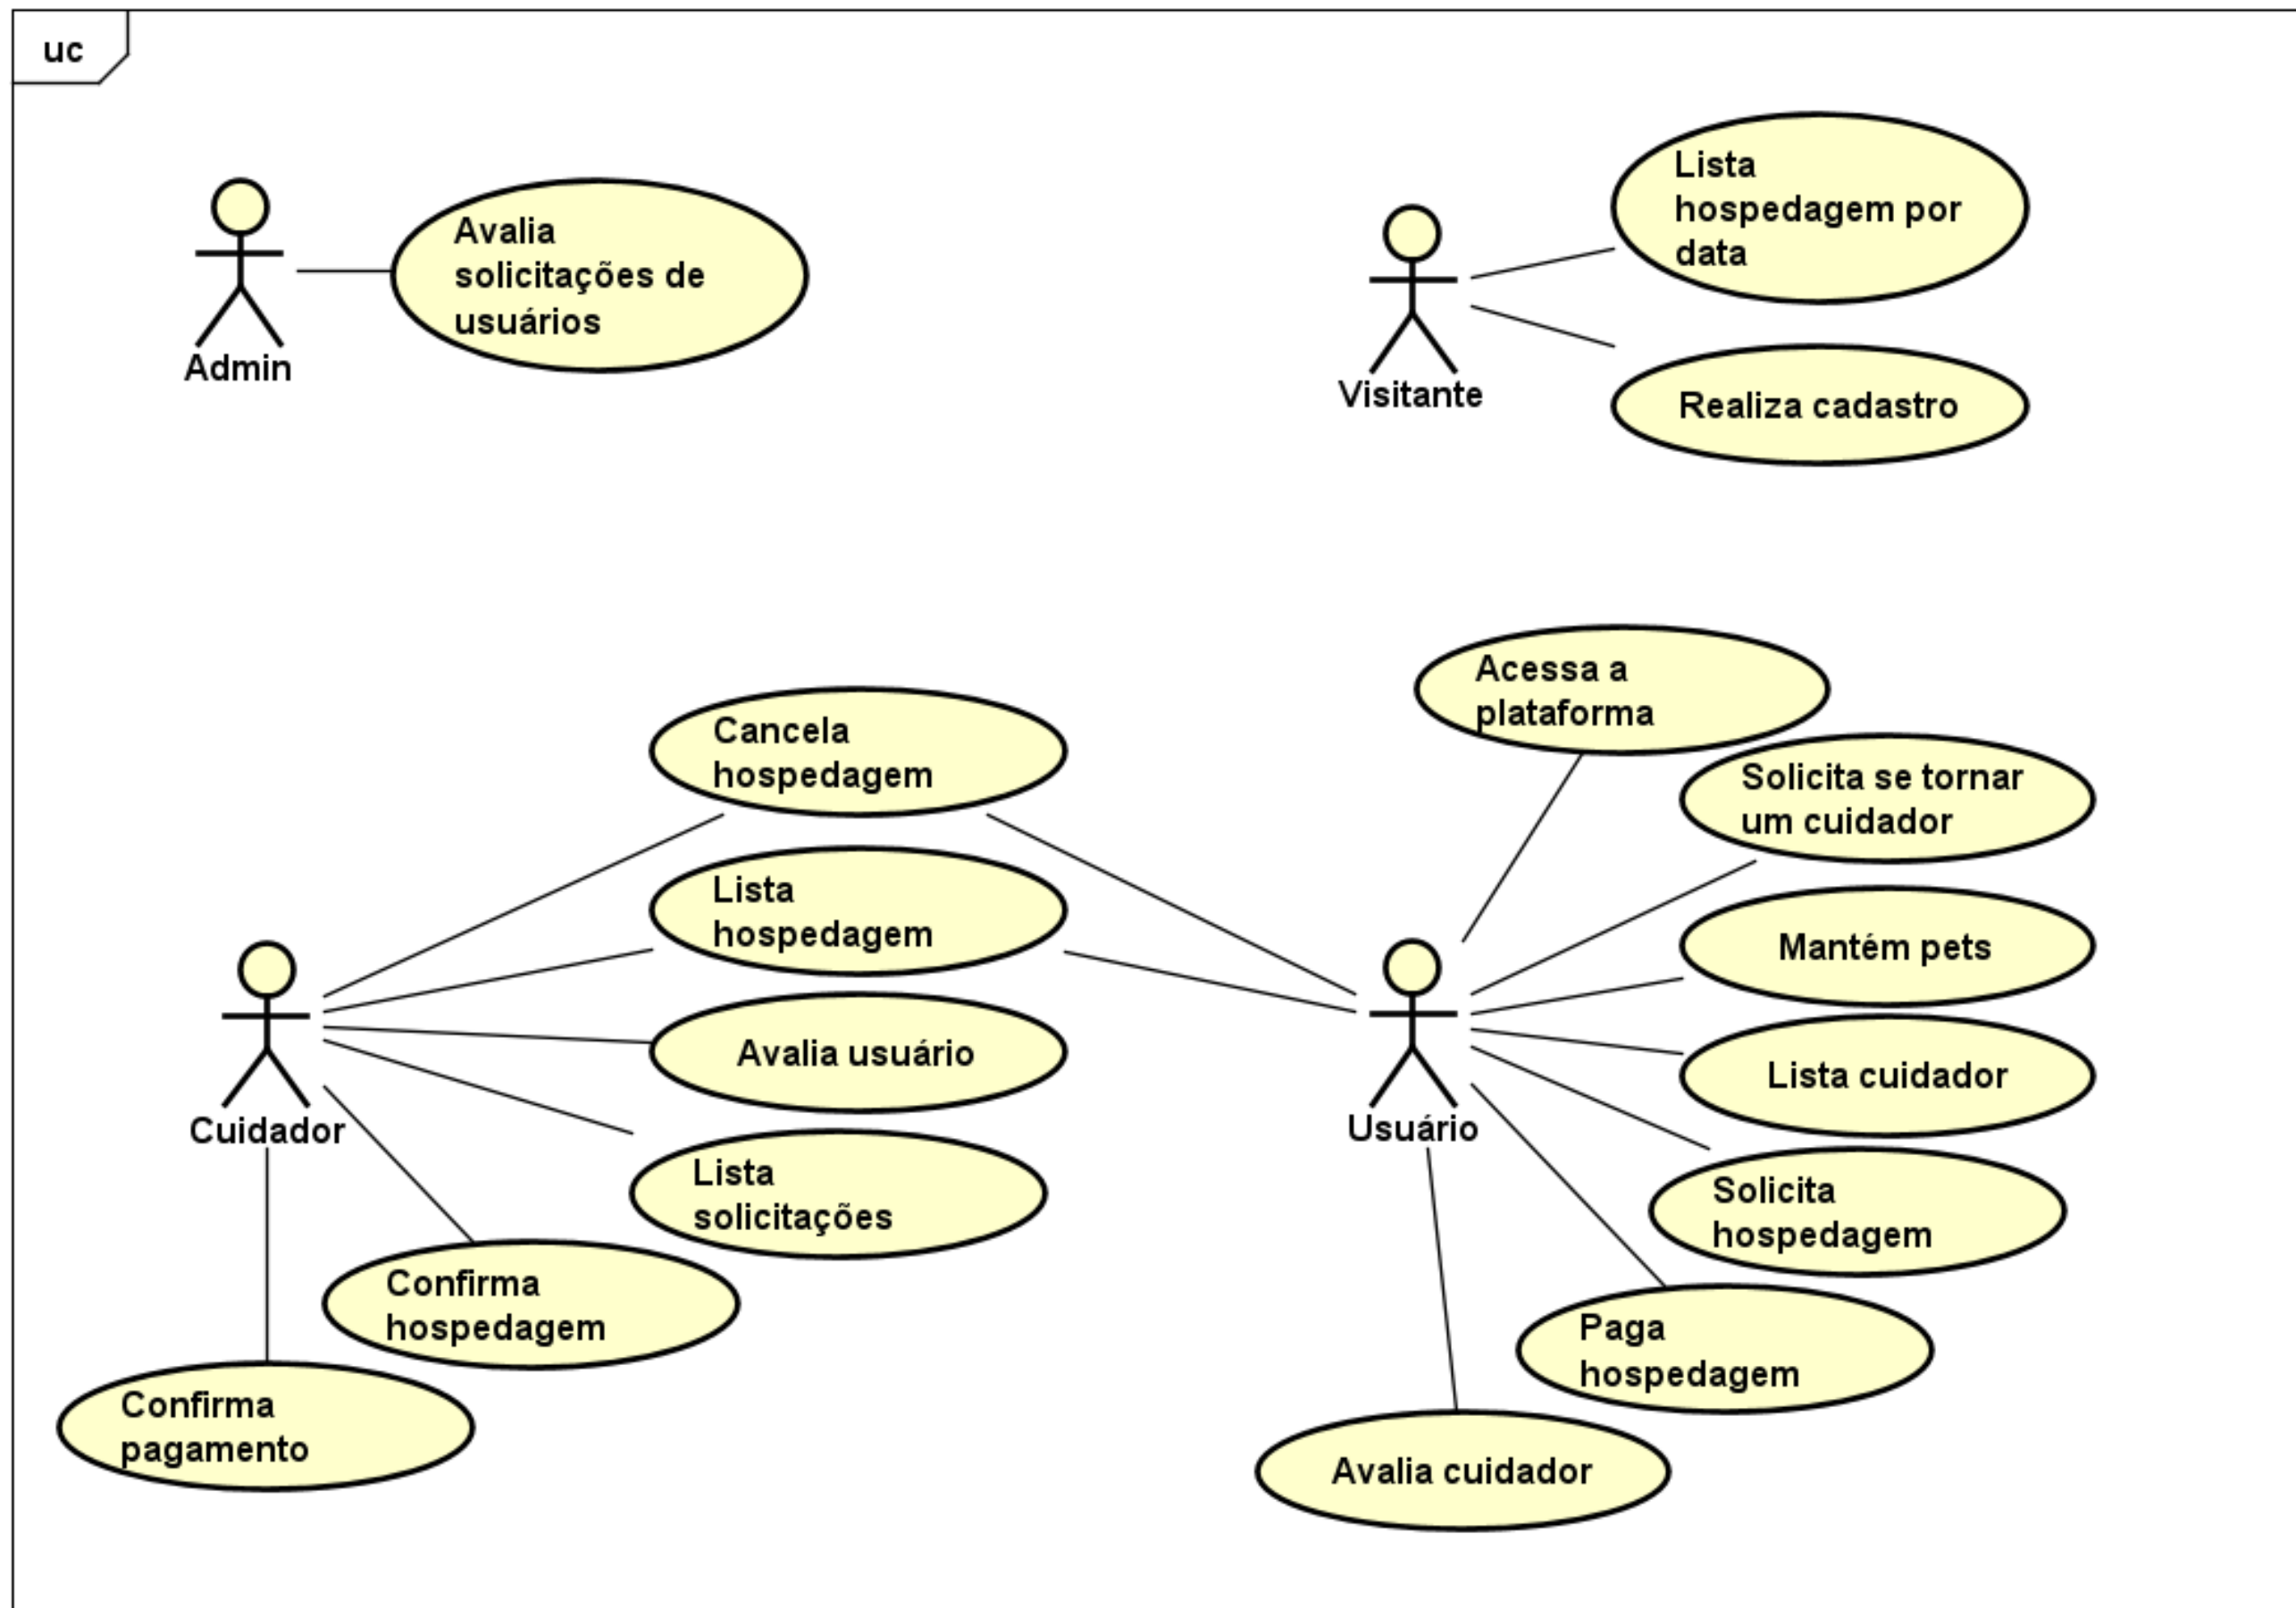 uc
Avalia
solicitações de
usuários
Admin
Lista
hospedagem por
data
Visitante
Realiza cadastro
Acessa a
plataforma
Cancela
hospedagem
Solicita se tornar
um cuidador
Lista
hospedagem
Mantém pets
Avalia usuário
Lista cuidador
Cuidador
Usuário
Lista
solicitações
Solicita
hospedagem
Confirma
hospedagem
Paga
hospedagem
Confirma
pagamento
Avalia cuidador